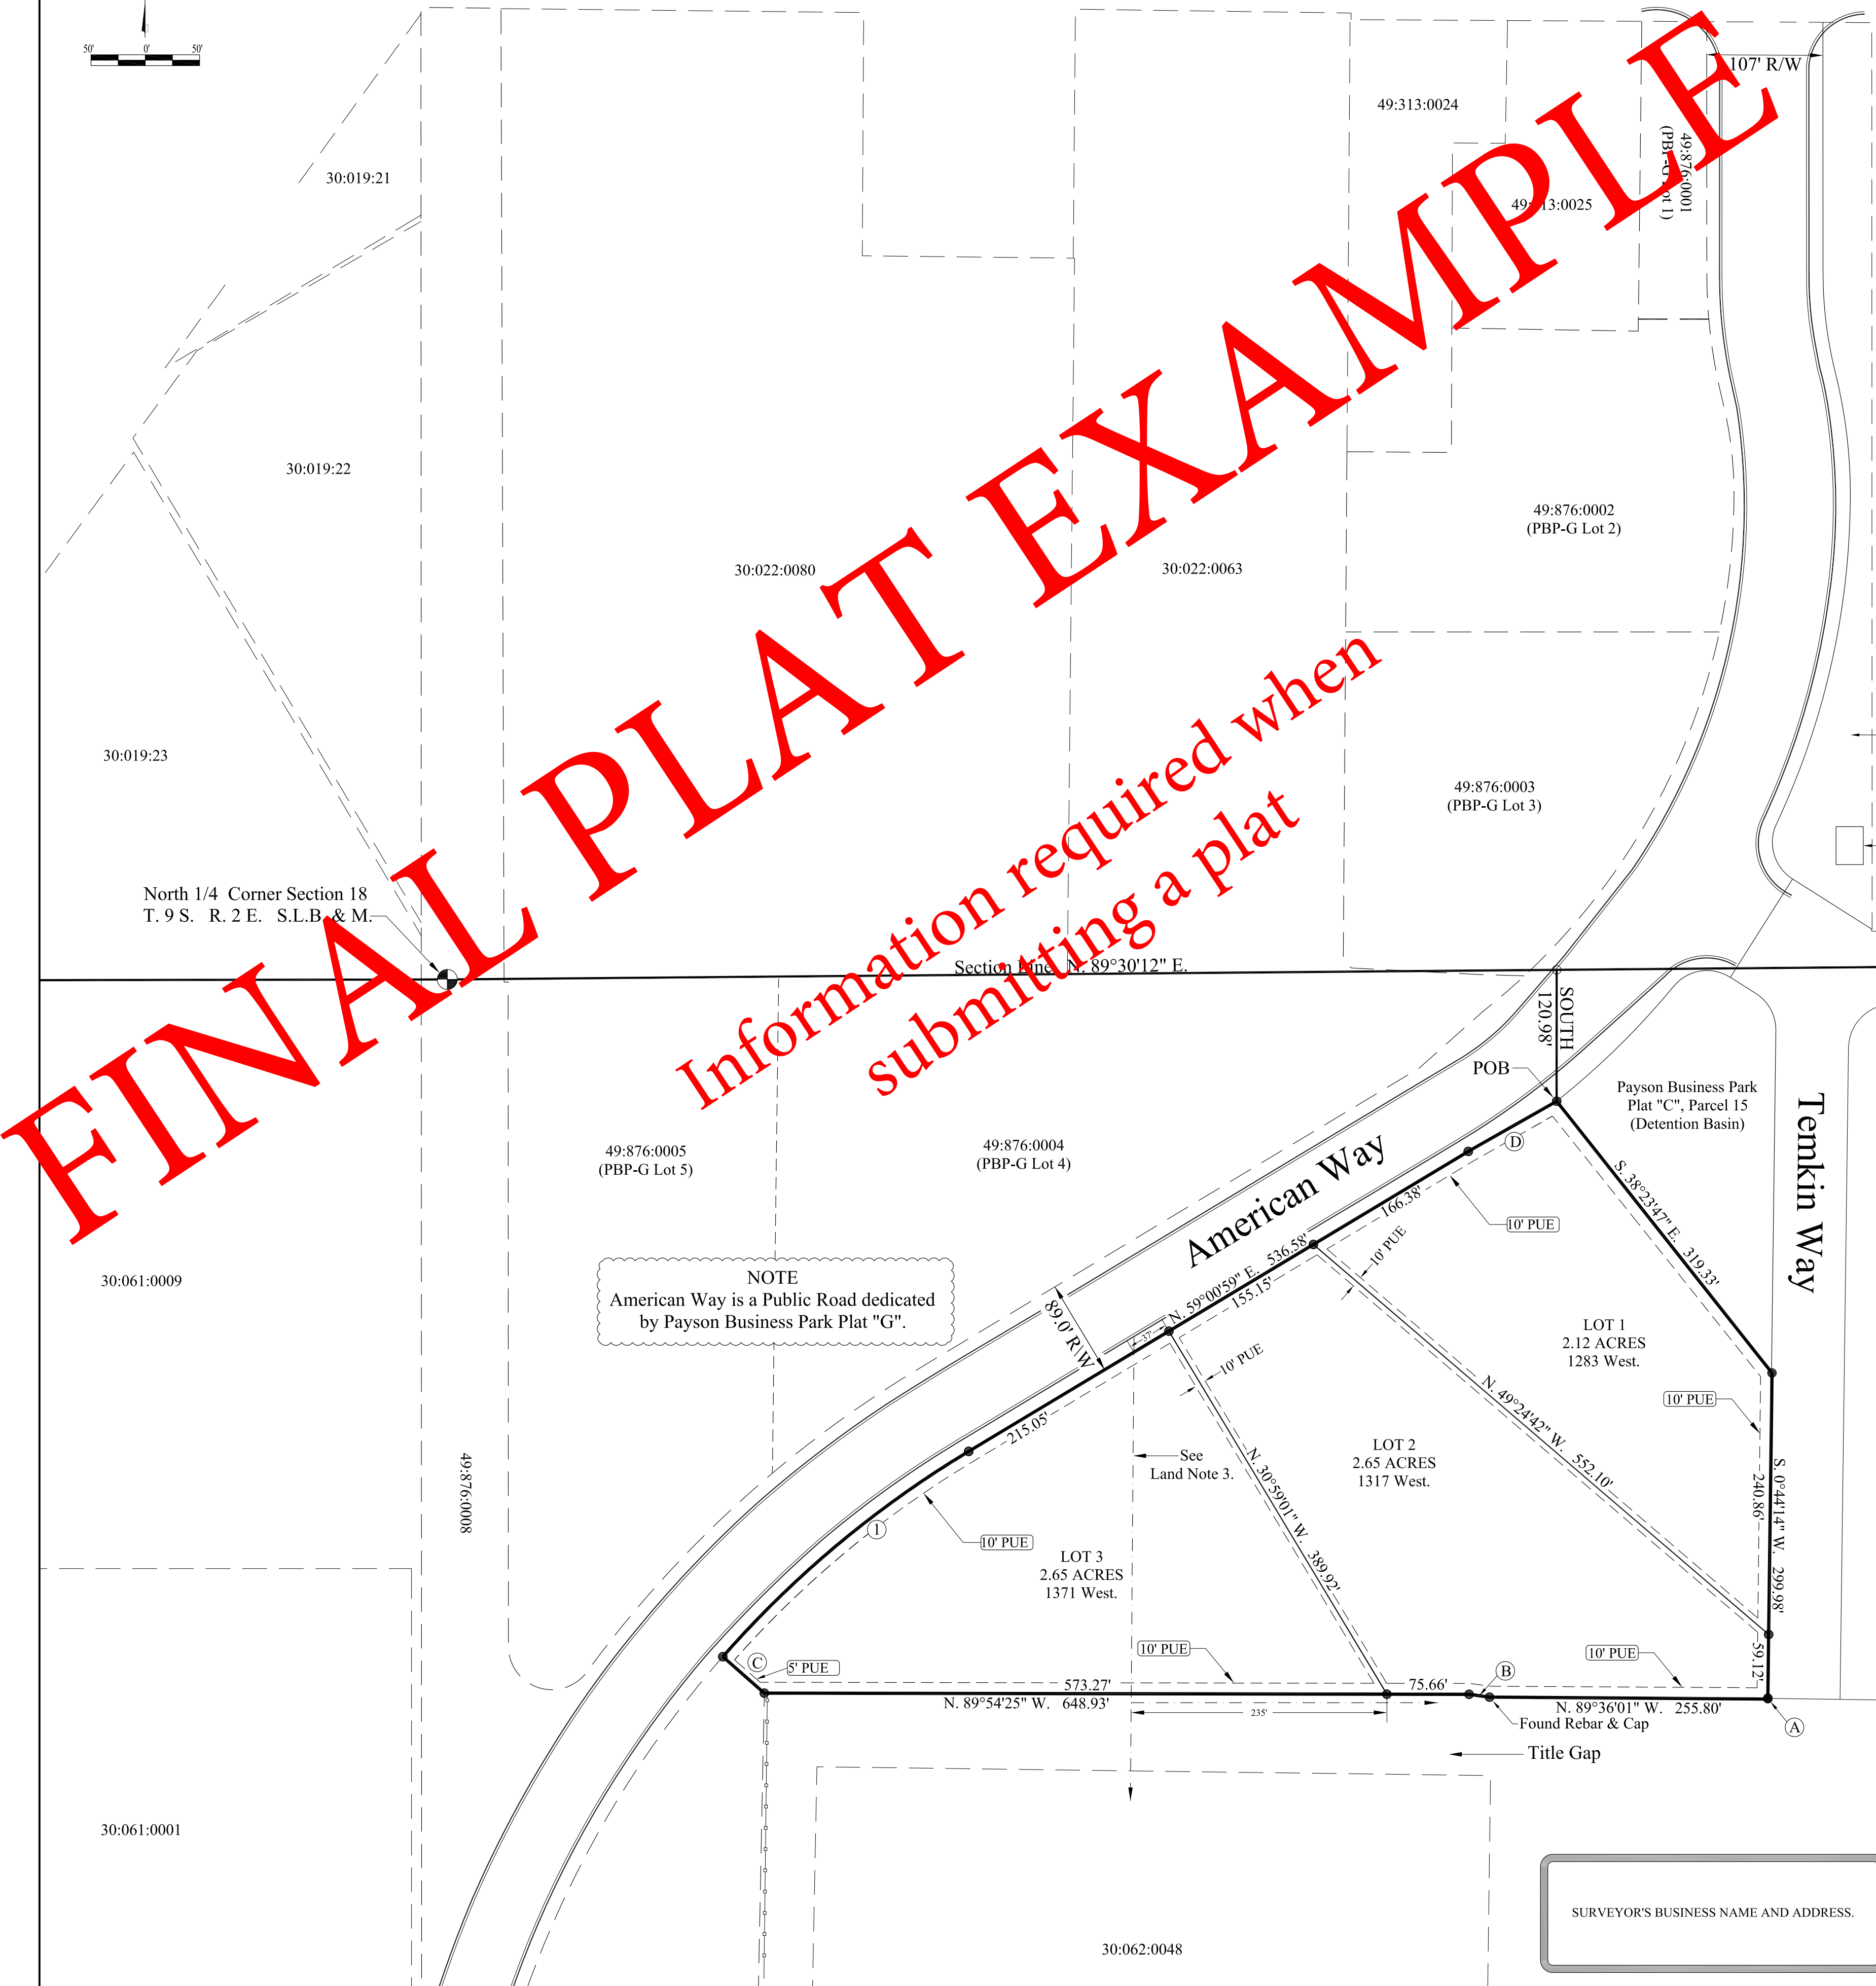 50' 0' 50'
107' R/W
49:313:0024
49:876:0001
(PBP-G Lot 1)
30:019:21
FINAL PLAT EXAMPLE
30:019:22
49:876:0002
(PBP-G Lot 2)
30:022:0080
30:022:0063
Information required when
submitting a plat
30:019:23
49:876:0003
(PBP-G Lot 3)
North 1/4 Corner Section 18
T. 9 S. R. 2 E. S.L.B. & M.
Section Line N. 89°30'12" E.
SOUTH
120.98'
POB
Payson Business Park
Plat "C", Parcel 15
(Detention Basin)
Temkin Way
49:876:0005
(PBP-G Lot 5)
49:876:0004
(PBP-G Lot 4)
American Way
D
S. 38°23'47" E. 319.33'
166.38'
10' PUE
10' PUE
30:061:0009
NOTE
American Way is a Public Road dedicated
by Payson Business Park Plat "G".
89.0' R\W
N. 59°00'59" E. 536.58'
155.15'
37'
10' PUE
LOT 1
2.12 ACRES
1283 West.
10' PUE
N. 49°24'42" W. 552.10'
215.05'
See
Land Note 3.
LOT 2
2.65 ACRES
1317 West.
N. 30°59'01" W. 389.92'
240.86'
S. 0°44'14" W. 299.98'
49:876:0008
1
10' PUE
LOT 3
2.65 ACRES
1371 West.
C
5' PUE
10' PUE
10' PUE
59.12'
573.27'
75.66'
B
N. 89°54'25" W. 648.93'
235'
N. 89°36'01" W. 255.80'
Found Rebar & Cap
A
Title Gap
30:061:0001
SURVEYOR'S BUSINESS NAME AND ADDRESS.
30:062:0048